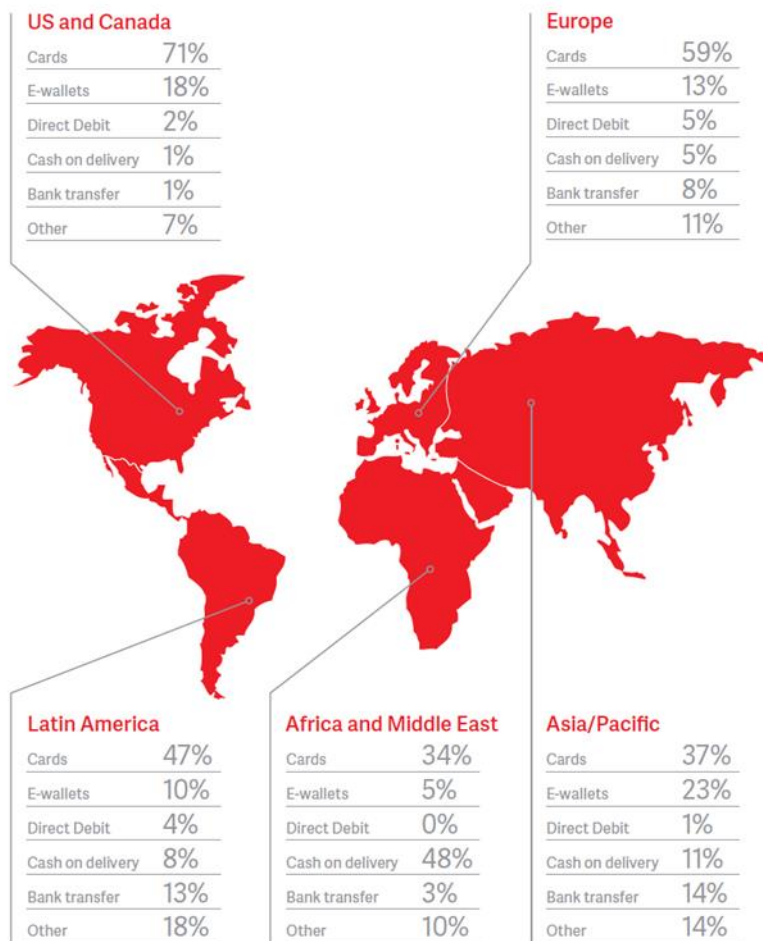 US and Canada
Cards 71%
E-wallets 18%
Direct Debit 2%
Cash on delivery 1%
Bank transfer 1%
Other 7%
Europe
Cards 59%
E-wallets 13%
Direct Debit 5%
Cash on delivery 5%
Bank transfer 8%
Other 11%
Latin America
Cards 47%
E-wallets 10%
Direct Debit 4%
Cash on delivery 8%
Bank transfer 13%
Other 18%
Africa and Middle East
Cards 34%
E-wallets 5%
Direct Debit 0%
Cash on delivery 48%
Bank transfer 3%
Other 10%
Asia/Pacific
Cards 37%
E-wallets 23%
Direct Debit 1%
Cash on delivery 11%
Bank transfer 14%
Other 14%